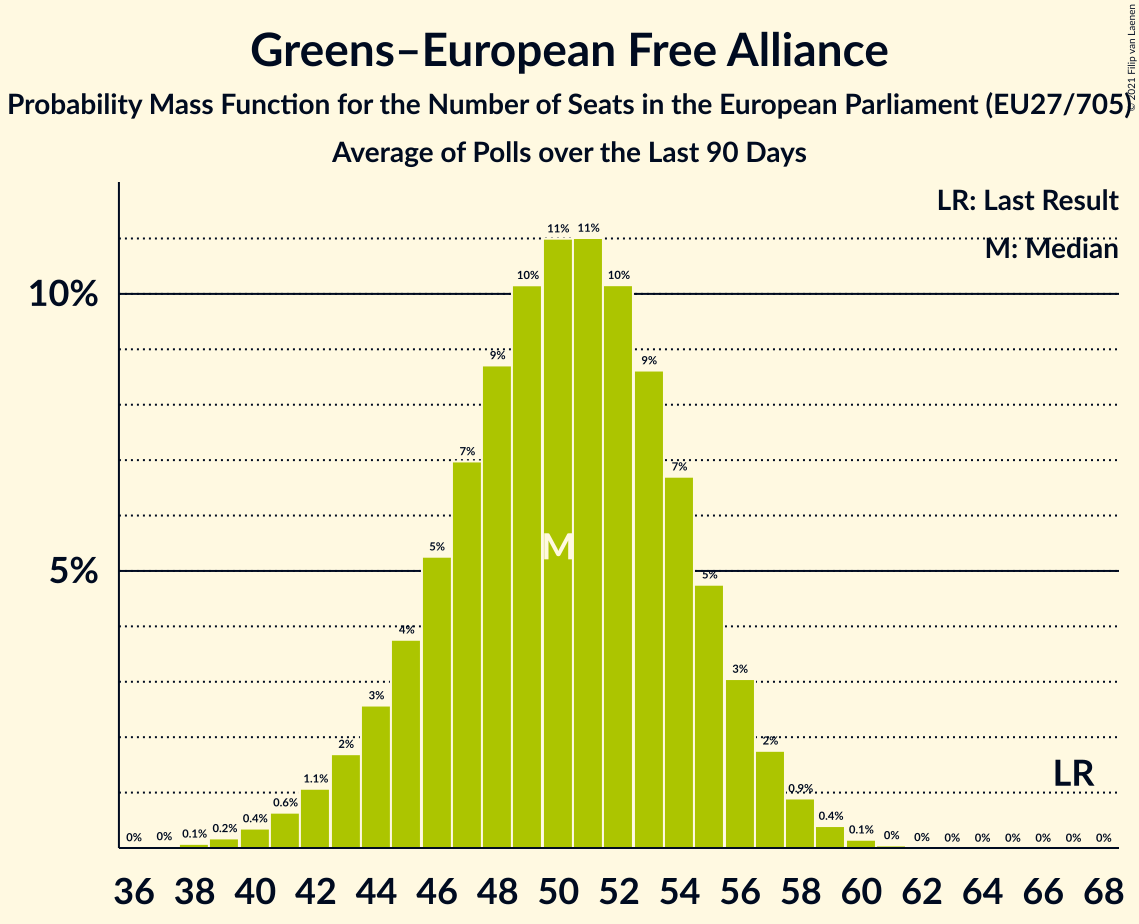 Greens–European Free Alliance
Probability Mass Function for the Number of Seats in the European Parliament (EU27/705)
Average of Polls over the Last 90 Days
© 2021 Filip van Laenen
LR: Last Result
M: Median
10%
5%
0% 0% 0.1% 0.2% 0.4% 0.6% 1.1% 2% 3% 4% 5% 7% 9% 10% 11% 11% 10% 9% 7% 5% 3% 2% 0.9% 0.4% 0.1% 0% 0% 0% 0% 0% 0% 0% 0%
M
LR
36 38 40 42 44 46 48 50 52 54 56 58 60 62 64 66 68